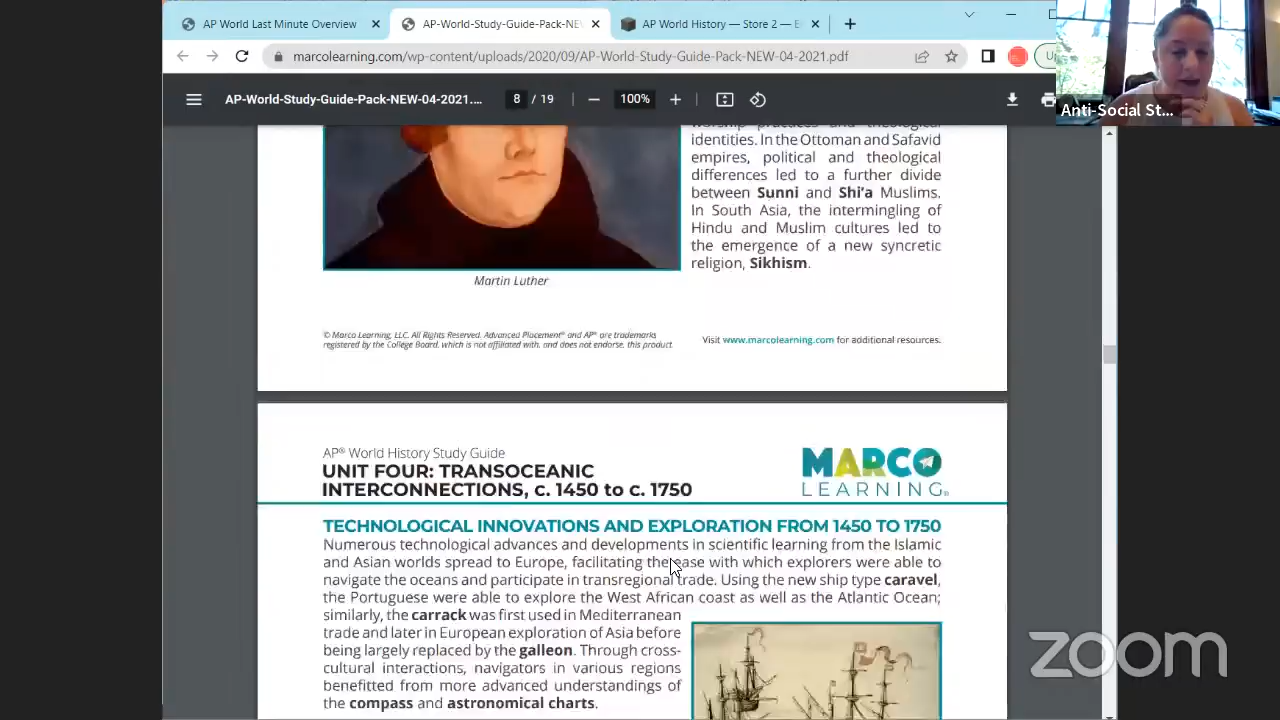 AP World Last Minute Overview
AP-World-Study-Guide-Pack-NEW
AP World History — Store 2 — E
marcolearning.com/wp-content/uploads/2020/09/AP-World-Study-Guide-Pack-NEW-04-2021.pdf
AP-World-Study-Guide-Pack-NEW-04-2021....
8 / 19
100%
Anti-Social St...
identities. In the Ottoman and Safavid
empires, political and theological
differences led to a further divide
between Sunni and Shi'a Muslims.
In South Asia, the intermingling of
Hindu and Muslim cultures led to
the emergence of a new syncretic
religion, Sikhism.
Martin Luther
© Marco Learning, LLC. All Rights Reserved. Advanced Placement® and AP® are trademarks
registered by the College Board, which is not affiliated with, and does not endorse, this product.
Visit www.marcolearning.com for additional resources.
AP® World History Study Guide
UNIT FOUR: TRANSOCEANIC
INTERCONNECTIONS, c. 1450 to c. 1750
MARCO
LEARNING®
TECHNOLOGICAL INNOVATIONS AND EXPLORATION FROM 1450 TO 1750
Numerous technological advances and developments in scientific learning from the Islamic
and Asian worlds spread to Europe, facilitating the ease with which explorers were able to
navigate the oceans and participate in transregional trade. Using the new ship type caravel,
the Portuguese were able to explore the West African coast as well as the Atlantic Ocean;
similarly, the carrack was first used in Mediterranean
trade and later in European exploration of Asia before
being largely replaced by the galleon. Through cross-
cultural interactions, navigators in various regions
benefitted from more advanced understandings of
the compass and astronomical charts.
zoom